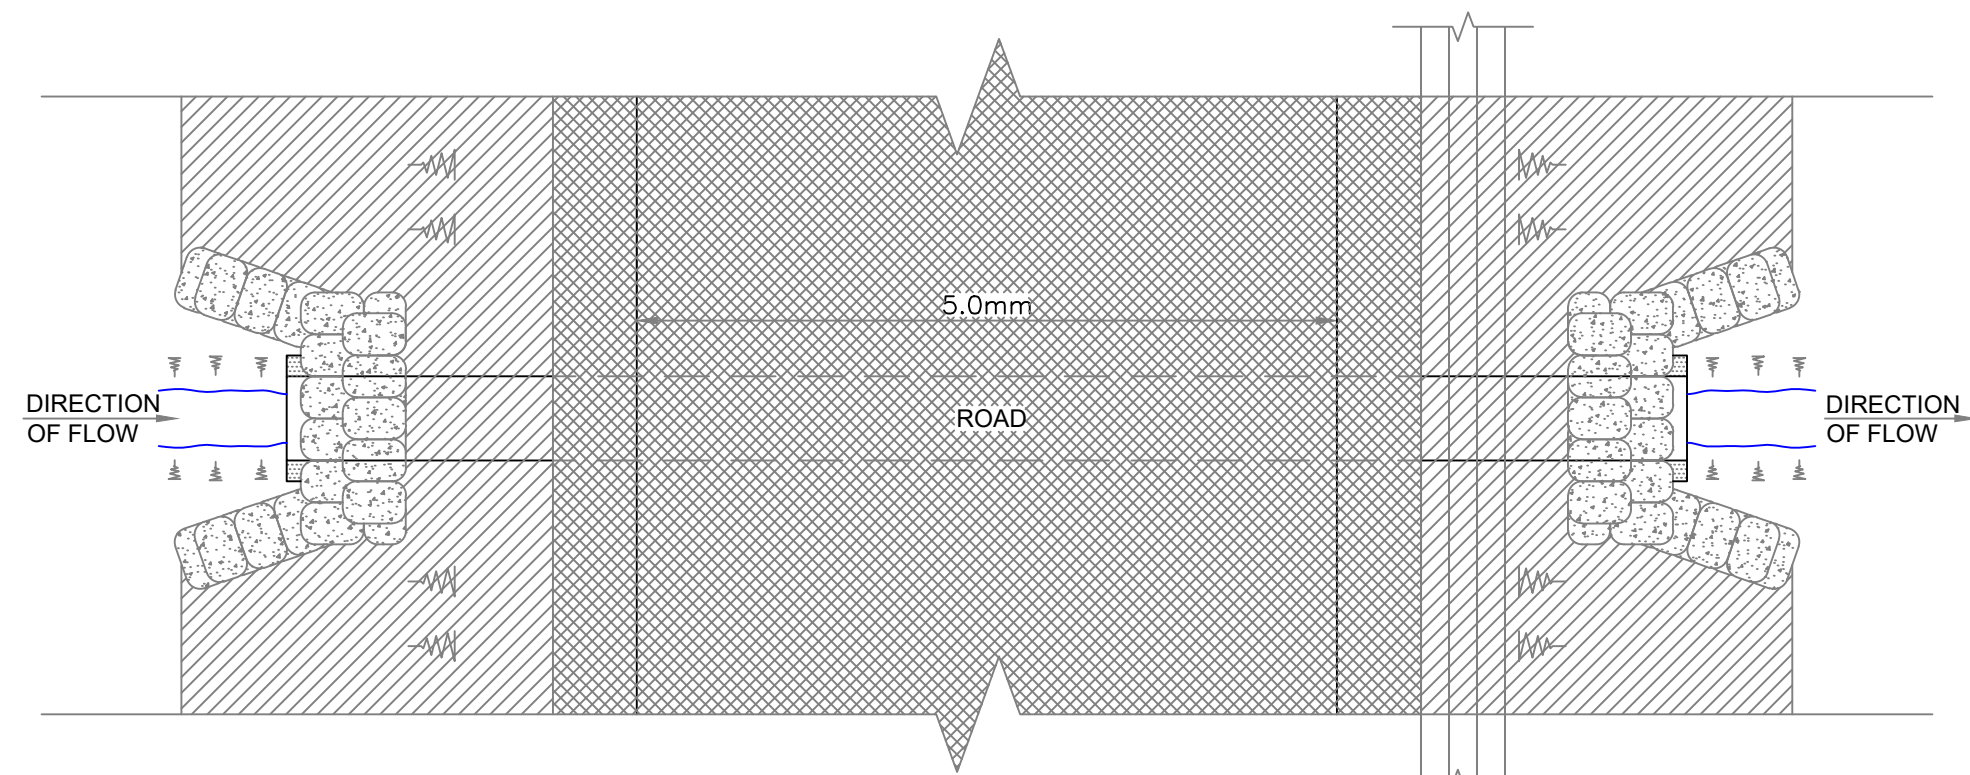 5.0mm
DIRECTION
OF FLOW
ROAD
DIRECTION
OF FLOW